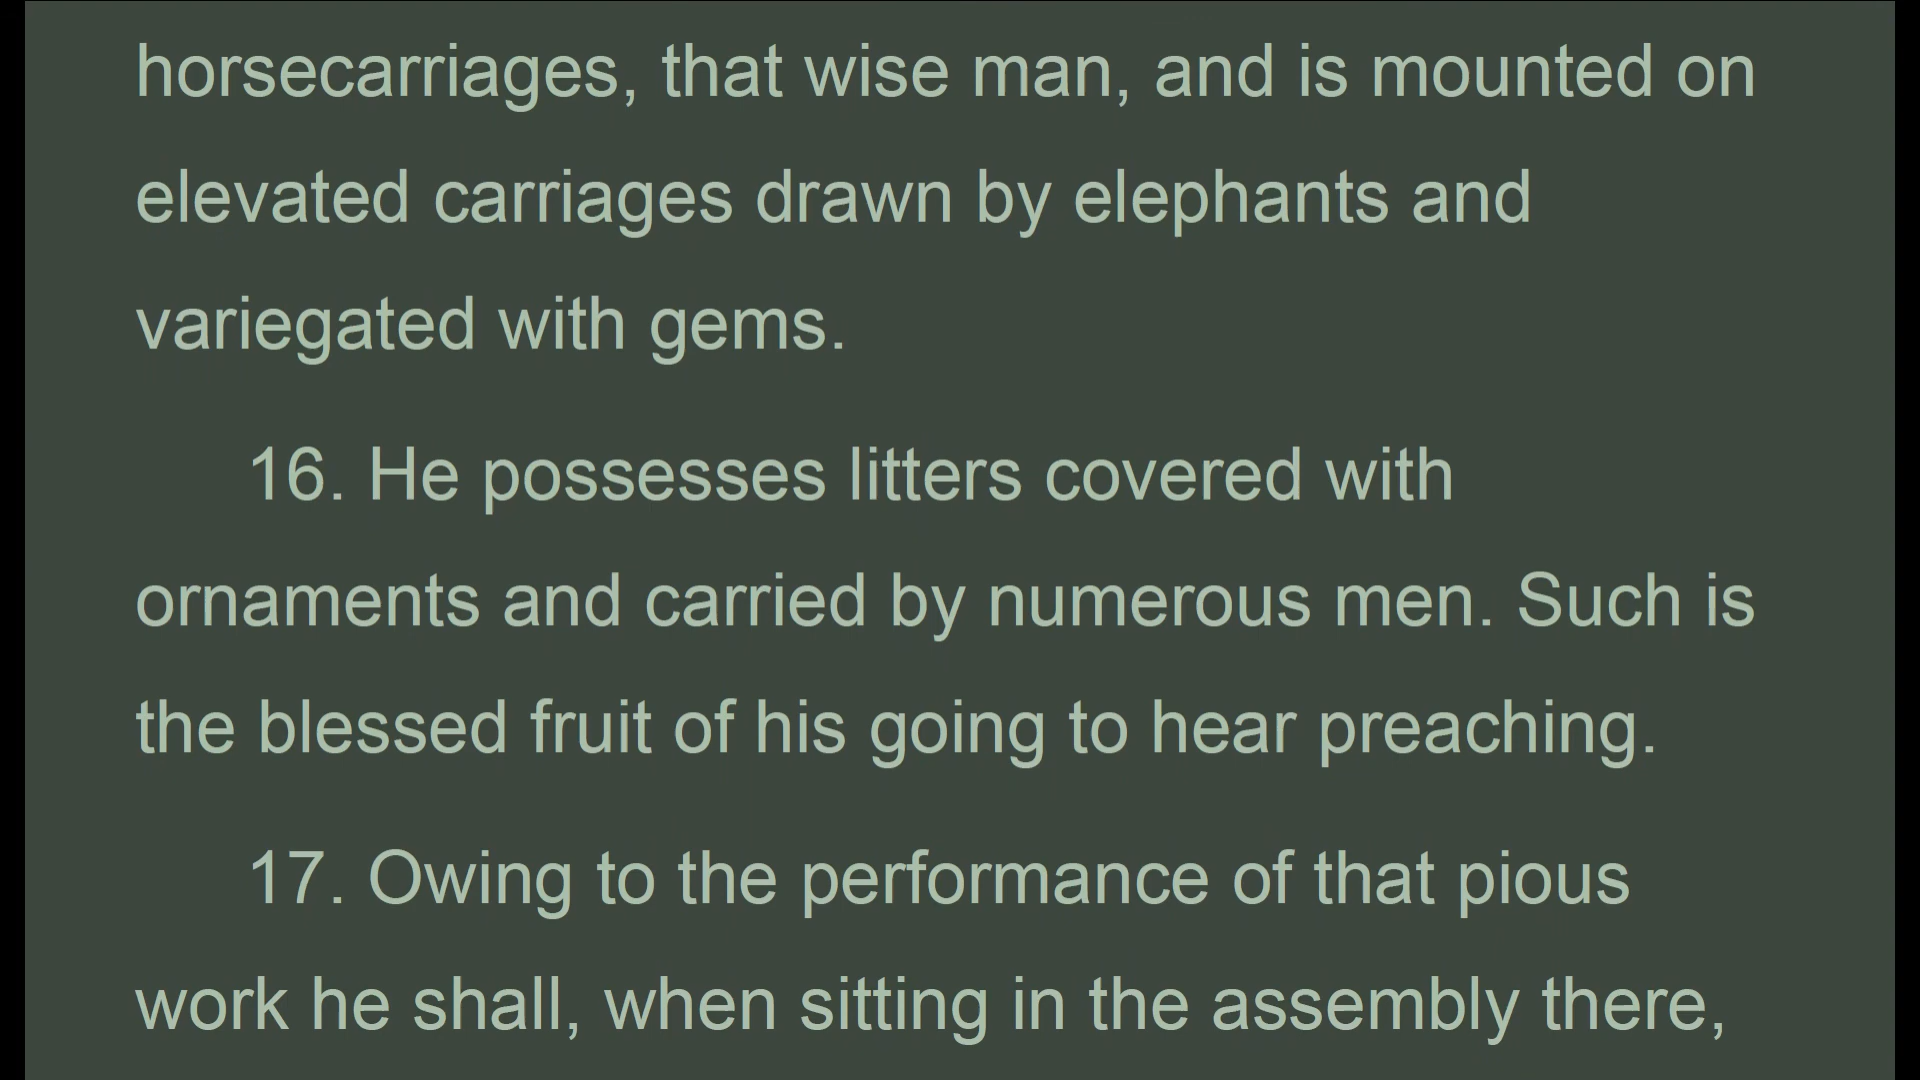 horsecarriages, that wise man, and is mounted on
elevated carriages drawn by elephants and
variegated with gems.
16. He possesses litters covered with
ornaments and carried by numerous men. Such is
the blessed fruit of his going to hear preaching.
17. Owing to the performance of that pious
work he shall, when sitting in the assembly there,